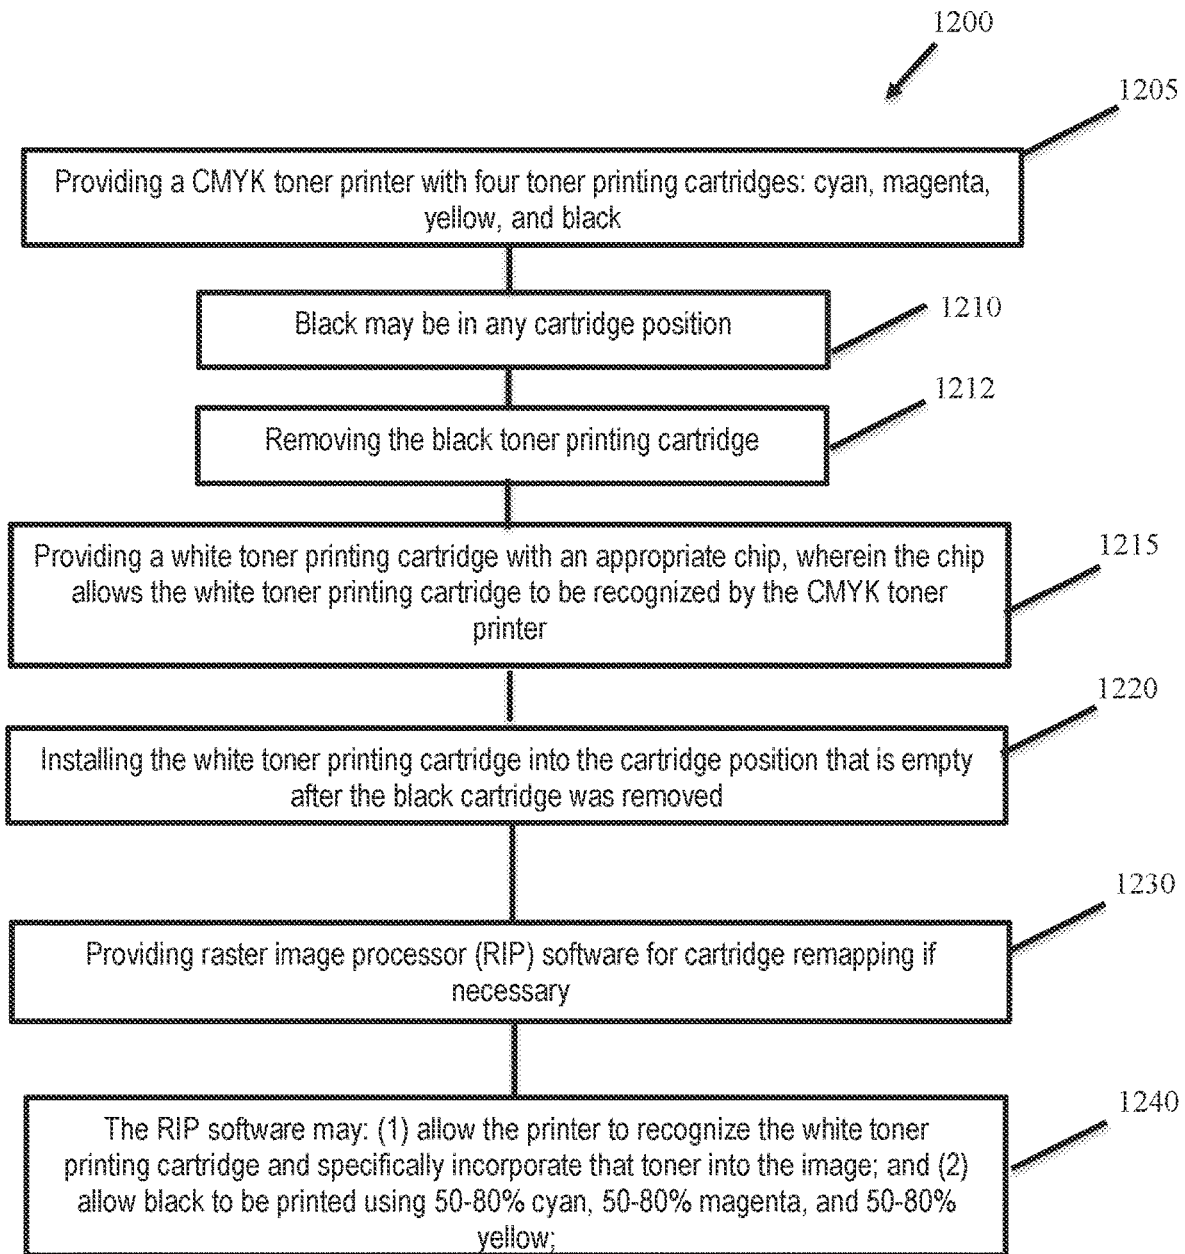 1200
1205
Providing a CMYK toner printer with four toner printing cartridges: cyan, magenta,
yellow, and black
1210
Black may be in any cartridge position
1212
Removing the black toner printing cartridge
1215
Providing a white toner printing cartridge with an appropriate chip, wherein the chip
allows the white toner printing cartridge to be recognized by the CMYK toner
printer
1220
Installing the white toner printing cartridge into the cartridge position that is empty
after the black cartridge was removed
1230
Providing raster image processor (RIP) software for cartridge remapping if
necessary
1240
The RIP software may: (1) allow the printer to recognize the white toner
printing cartridge and specifically incorporate that toner into the image; and (2)
allow black to be printed using 50-80% cyan, 50-80% magenta, and 50-80%
yellow;